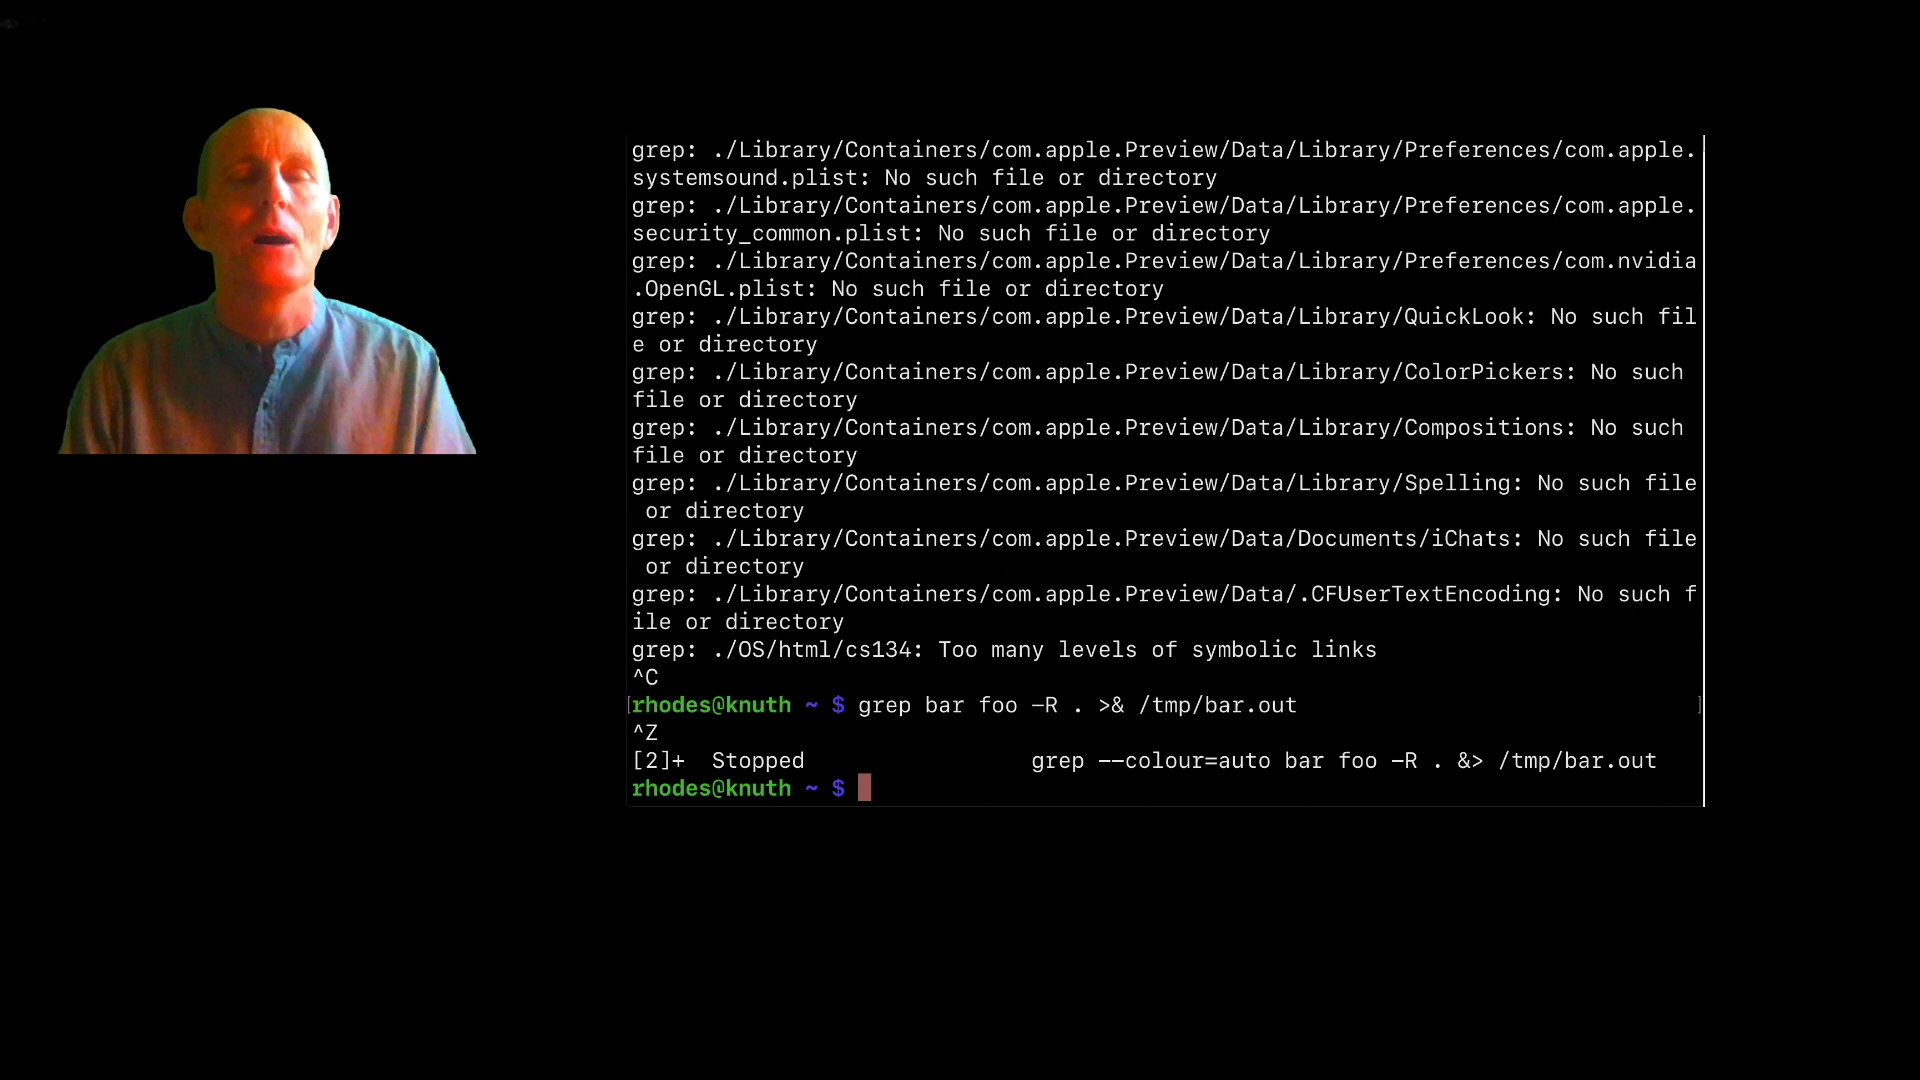 grep: ./Library/Containers/com.apple.Preview/Data/Library/Preferences/com.apple.
systemsound.plist: No such file or directory
grep: ./Library/Containers/com.apple.Preview/Data/Library/Preferences/com.apple.
security_common.plist: No such file or directory
grep: ./Library/Containers/com.apple.Preview/Data/Library/Preferences/com.nvidia
.OpenGL.plist: No such file or directory
grep: ./Library/Containers/com.apple.Preview/Data/Library/QuickLook: No such fil
e or directory
grep: ./Library/Containers/com.apple.Preview/Data/Library/ColorPickers: No such
file or directory
grep: ./Library/Containers/com.apple.Preview/Data/Library/Compositions: No such
file or directory
grep: ./Library/Containers/com.apple.Preview/Data/Library/Spelling: No such file
 or directory
grep: ./Library/Containers/com.apple.Preview/Data/Documents/iChats: No such file
 or directory
grep: ./Library/Containers/com.apple.Preview/Data/.CFUserTextEncoding: No such f
ile or directory
grep: ./OS/html/cs134: Too many levels of symbolic links
^C
[rhodes@knuth ~ $ grep bar foo -R . >& /tmp/bar.out ]
^Z
[2]+  Stopped                 grep --colour=auto bar foo -R . &> /tmp/bar.out
rhodes@knuth ~ $